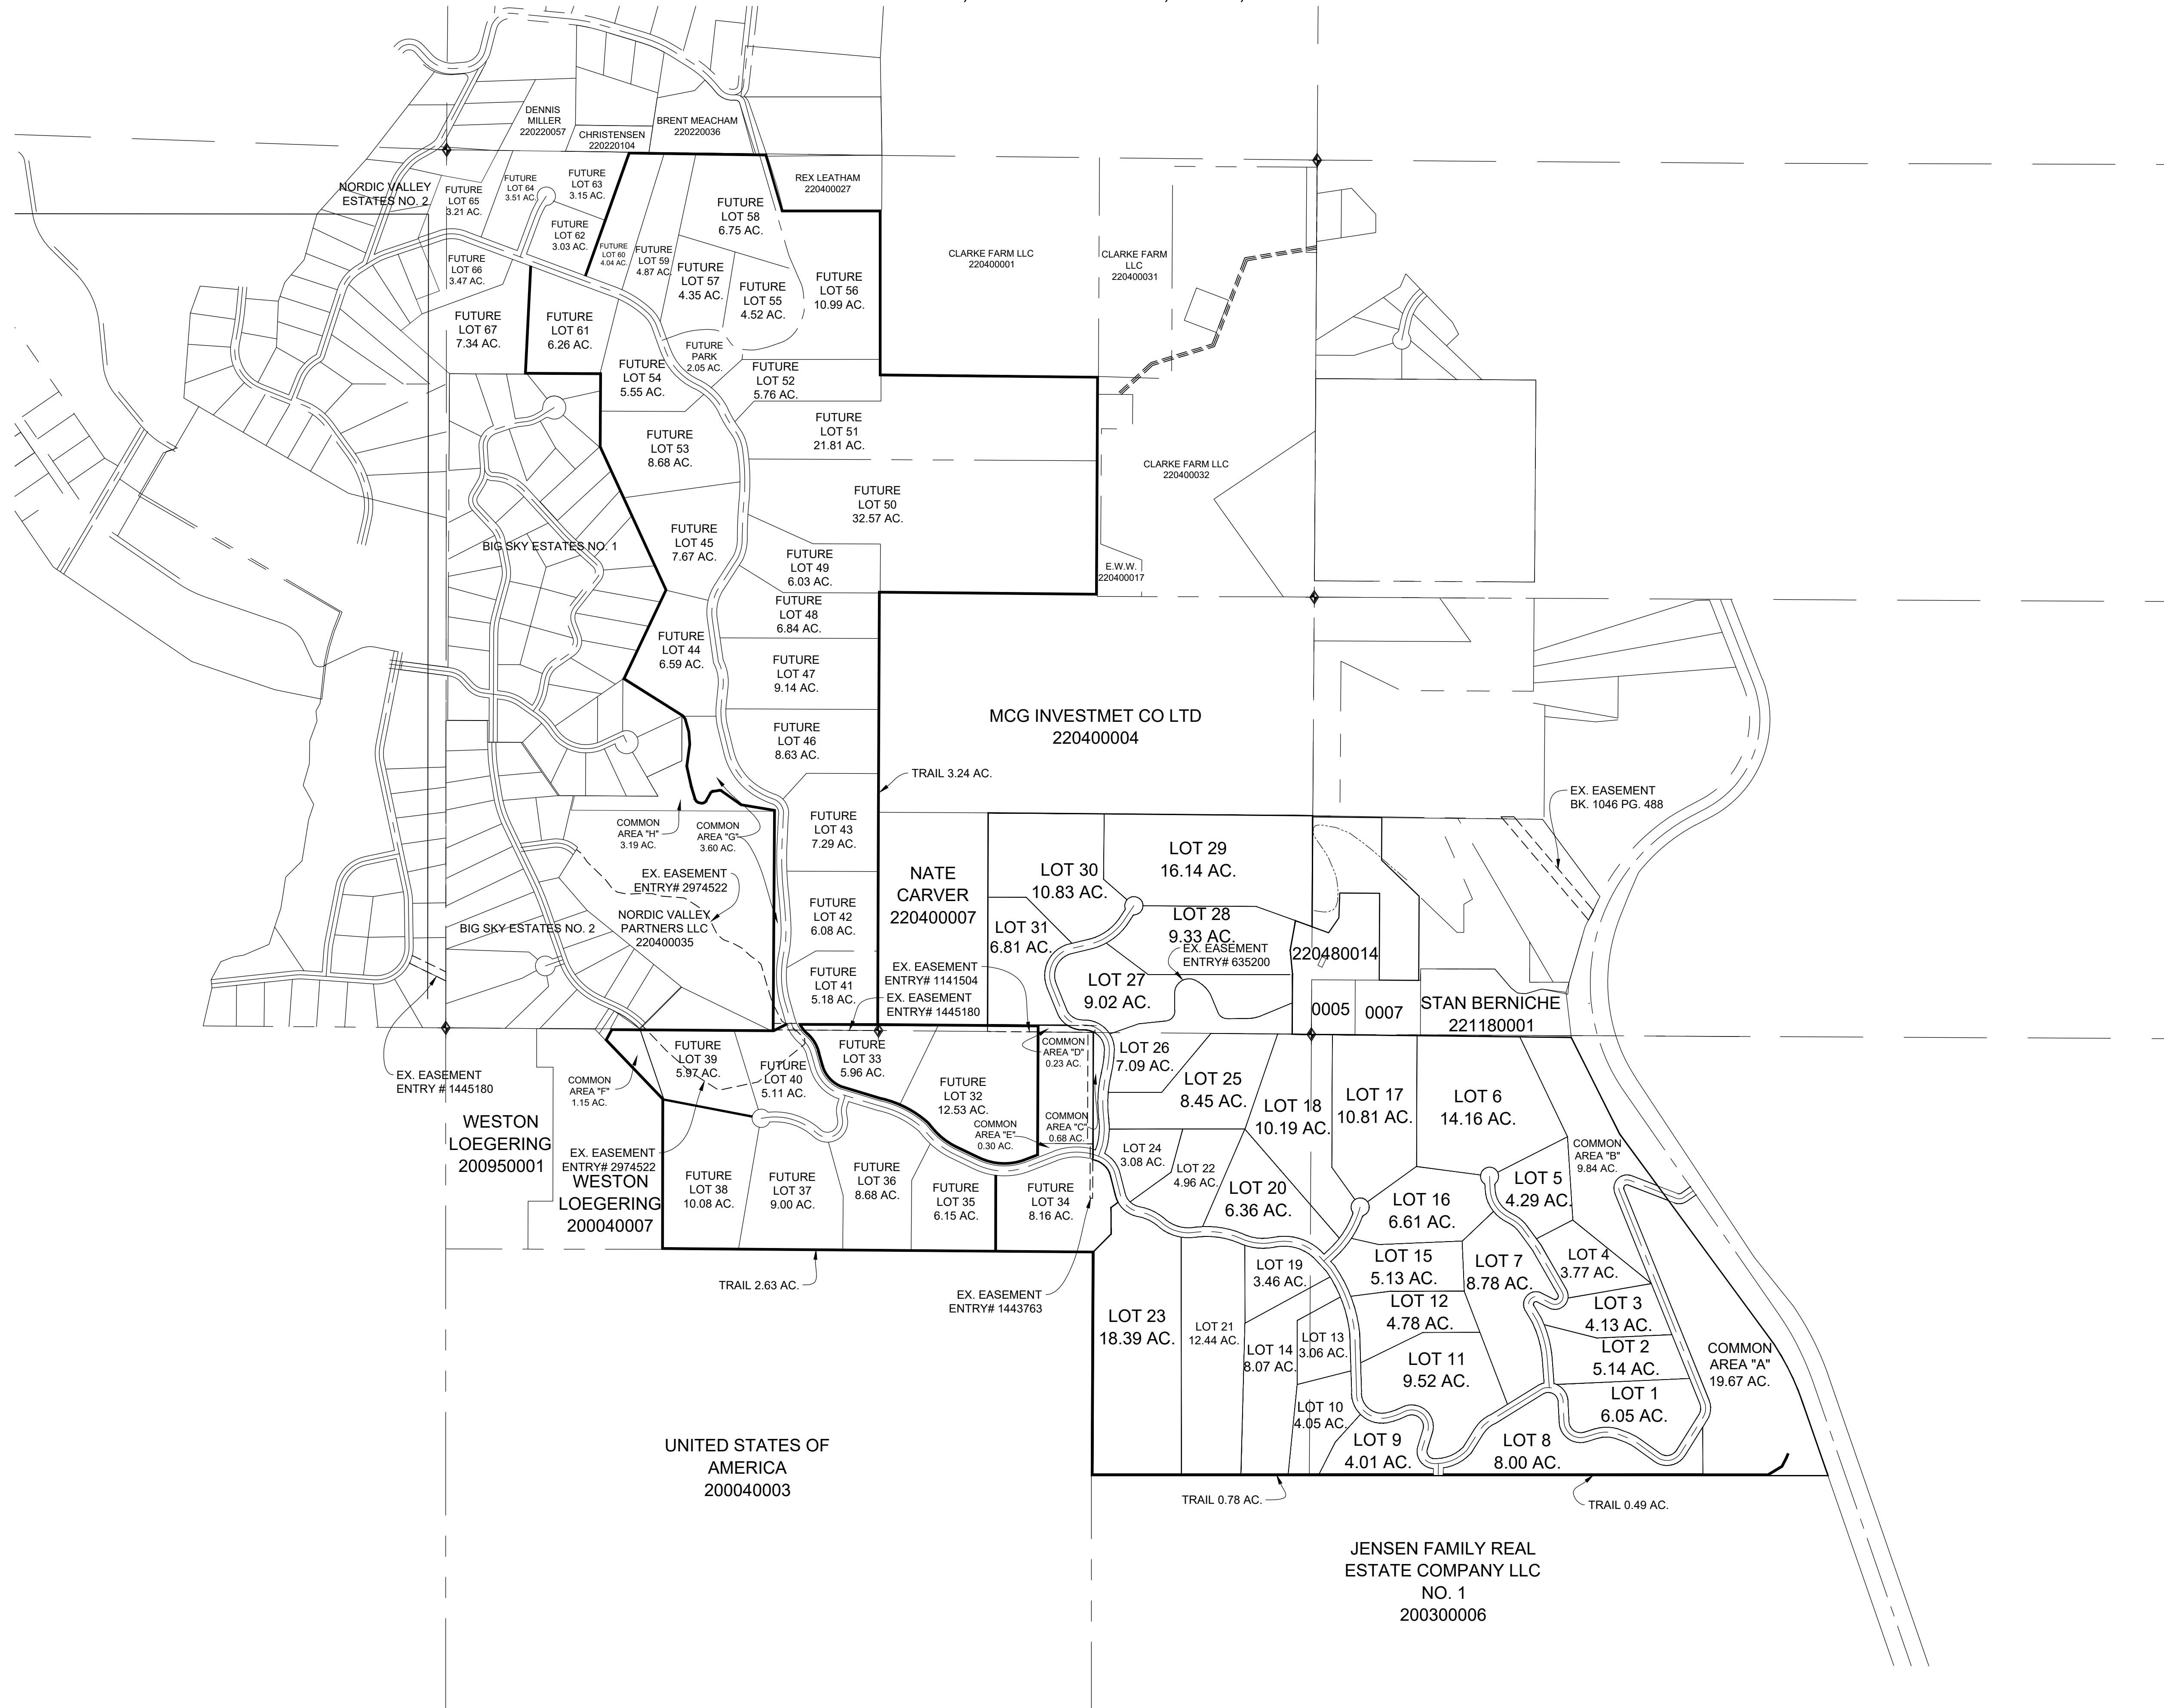 DENNIS
MILLER
220220057
CHRISTENSEN
220220104
BRENT MEACHAM
220220036
REX LEATHAM
220400027
NORDIC VALLEY
ESTATES NO. 2
FUTURE
LOT 65
3.21 AC.
FUTURE
LOT 64
3.51 AC.
FUTURE
LOT 63
3.15 AC.
FUTURE
LOT 62
3.03 AC.
FUTURE
LOT 60
4.04 AC.
FUTURE
LOT 59
4.87 AC.
FUTURE
LOT 58
6.75 AC.
FUTURE
LOT 57
4.35 AC.
FUTURE
LOT 55
4.52 AC.
FUTURE
LOT 56
10.99 AC.
FUTURE
LOT 66
3.47 AC.
FUTURE
LOT 67
7.34 AC.
FUTURE
LOT 61
6.26 AC.
FUTURE
PARK
2.05 AC.
FUTURE
LOT 54
5.55 AC.
FUTURE
LOT 52
5.76 AC.
FUTURE
LOT 51
21.81 AC.
FUTURE
LOT 53
8.68 AC.
FUTURE
LOT 50
32.57 AC.
CLARKE FARM LLC
220400001
CLARKE FARM
LLC
220400031
CLARKE FARM LLC
220400032
E.W.W.
220400017
BIG SKY ESTATES NO. 1
FUTURE
LOT 45
7.67 AC.
FUTURE
LOT 49
6.03 AC.
FUTURE
LOT 48
6.84 AC.
FUTURE
LOT 44
6.59 AC.
FUTURE
LOT 47
9.14 AC.
FUTURE
LOT 46
8.63 AC.
MCG INVESTMET CO LTD
220400004
TRAIL 3.24 AC.
EX. EASEMENT
BK. 1046 PG. 488
COMMON
AREA "H"
3.19 AC.
COMMON
AREA "G"
3.60 AC.
FUTURE
LOT 43
7.29 AC.
EX. EASEMENT
ENTRY# 2974522
NORDIC VALLEY
PARTNERS LLC
220400035
BIG SKY ESTATES NO. 2
FUTURE
LOT 42
6.08 AC.
FUTURE
LOT 41
5.18 AC.
NATE
CARVER
220400007
EX. EASEMENT
ENTRY# 1141504
EX. EASEMENT
ENTRY# 1445180
LOT 30
10.83 AC.
LOT 29
16.14 AC.
LOT 28
9.33 AC.
EX. EASEMENT
ENTRY# 635200
LOT 31
6.81 AC.
LOT 27
9.02 AC.
220480014
0005
0007
STAN BERNICHE
221180001
EX. EASEMENT
ENTRY # 1445180
WESTON
LOEGERING
200950001
COMMON
AREA "F"
1.15 AC.
FUTURE
LOT 39
5.97 AC.
FUTURE
LOT 40
5.11 AC.
FUTURE
LOT 33
5.96 AC.
FUTURE
LOT 32
12.53 AC.
COMMON
AREA "D"
0.23 AC.
COMMON
AREA "C"
0.68 AC.
COMMON
AREA "E"
0.30 AC.
EX. EASEMENT
ENTRY# 2974522
WESTON
LOEGERING
200040007
FUTURE
LOT 38
10.08 AC.
FUTURE
LOT 37
9.00 AC.
FUTURE
LOT 36
8.68 AC.
FUTURE
LOT 35
6.15 AC.
FUTURE
LOT 34
8.16 AC.
TRAIL 2.63 AC.
EX. EASEMENT
ENTRY# 1443763
LOT 26
7.09 AC.
LOT 25
8.45 AC.
LOT 18
10.19 AC.
LOT 17
10.81 AC.
LOT 6
14.16 AC.
COMMON
AREA "B"
9.84 AC.
LOT 24
3.08 AC.
LOT 22
4.96 AC.
LOT 20
6.36 AC.
LOT 16
6.61 AC.
LOT 5
4.29 AC.
LOT 4
3.77 AC.
LOT 19
3.46 AC.
LOT 15
5.13 AC.
LOT 7
8.78 AC.
LOT 23
18.39 AC.
LOT 21
12.44 AC.
LOT 14
8.07 AC.
LOT 13
3.06 AC.
LOT 12
4.78 AC.
LOT 3
4.13 AC.
LOT 2
5.14 AC.
LOT 11
9.52 AC.
COMMON
AREA "A"
19.67 AC.
LOT 1
6.05 AC.
LOT 10
4.05 AC.
LOT 9
4.01 AC.
LOT 8
8.00 AC.
TRAIL 0.78 AC.
TRAIL 0.49 AC.
UNITED STATES OF
AMERICA
200040003
JENSEN FAMILY REAL
ESTATE COMPANY LLC
NO. 1
200300006